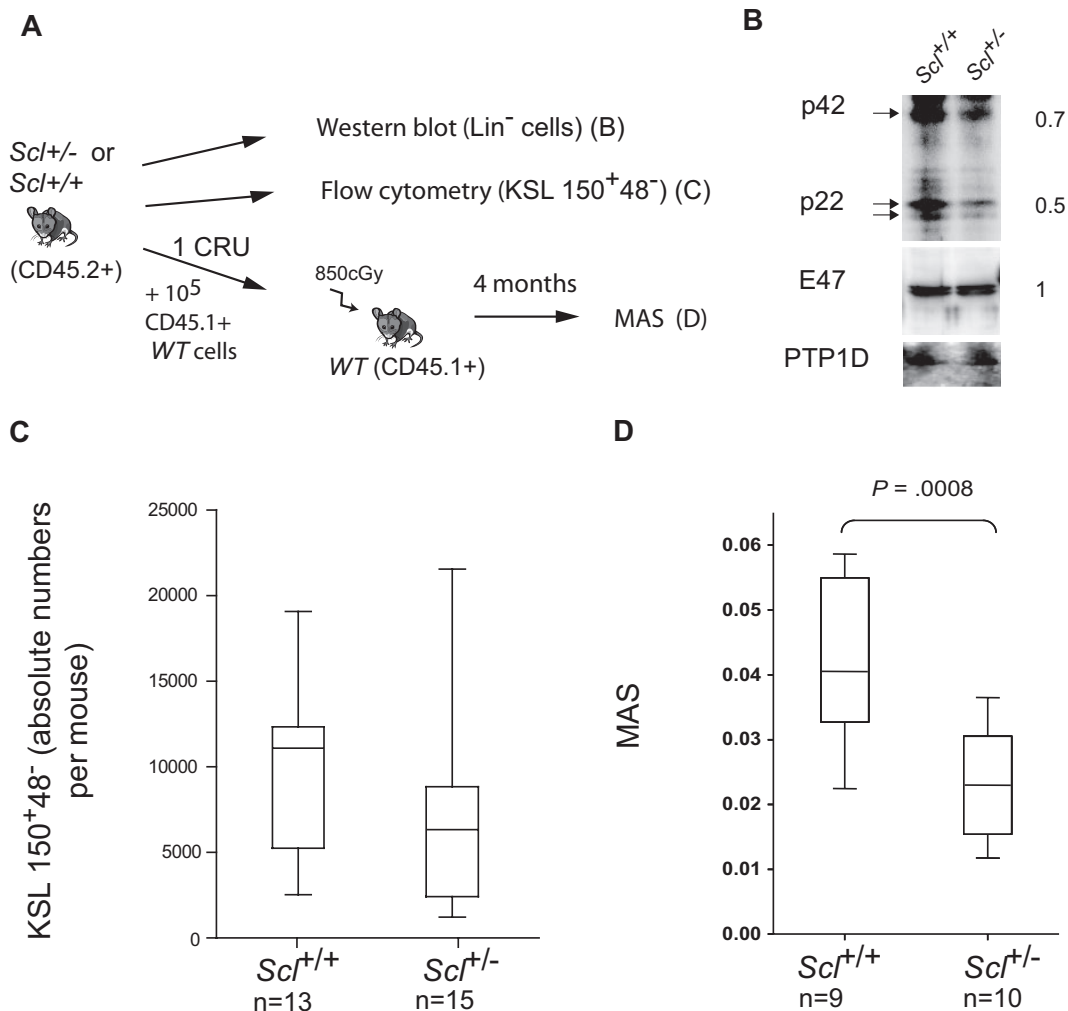 A
Scl+/- or
Scl+/+
(CD45.2+)
Western blot (Lin⁻ cells) (B)
Flow cytometry (KSL 150⁺48⁻) (C)
1 CRU
+ 10⁵
CD45.1+
WT cells
850cGy
WT (CD45.1+)
4 months
MAS (D)
B
Scl+/+ Scl+/-
p42 0.7
p22 0.5
E47 1
PTP1D
C
KSL 150⁺48⁻ (absolute numbers
per mouse)
25000
20000
15000
10000
5000
0
Scl+/+ Scl+/-
n=13 n=15
D
P = .0008
MAS
0.06
0.05
0.04
0.03
0.02
0.01
0.00
Scl+/+ Scl+/-
n=9 n=10